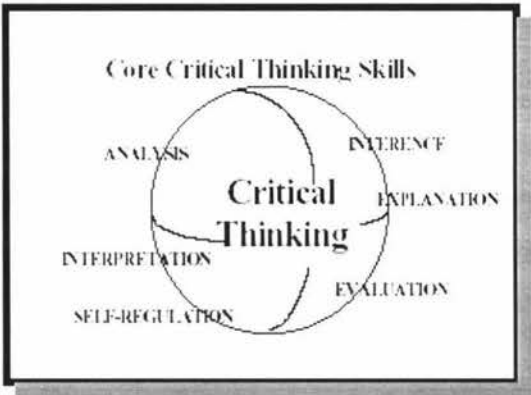 Core Critical Thinking Skills
ANALYSIS
INFERENCE
Critical
Thinking
EXPLANATION
INTERPRETATION
EVALUATION
SELF-REGULATION